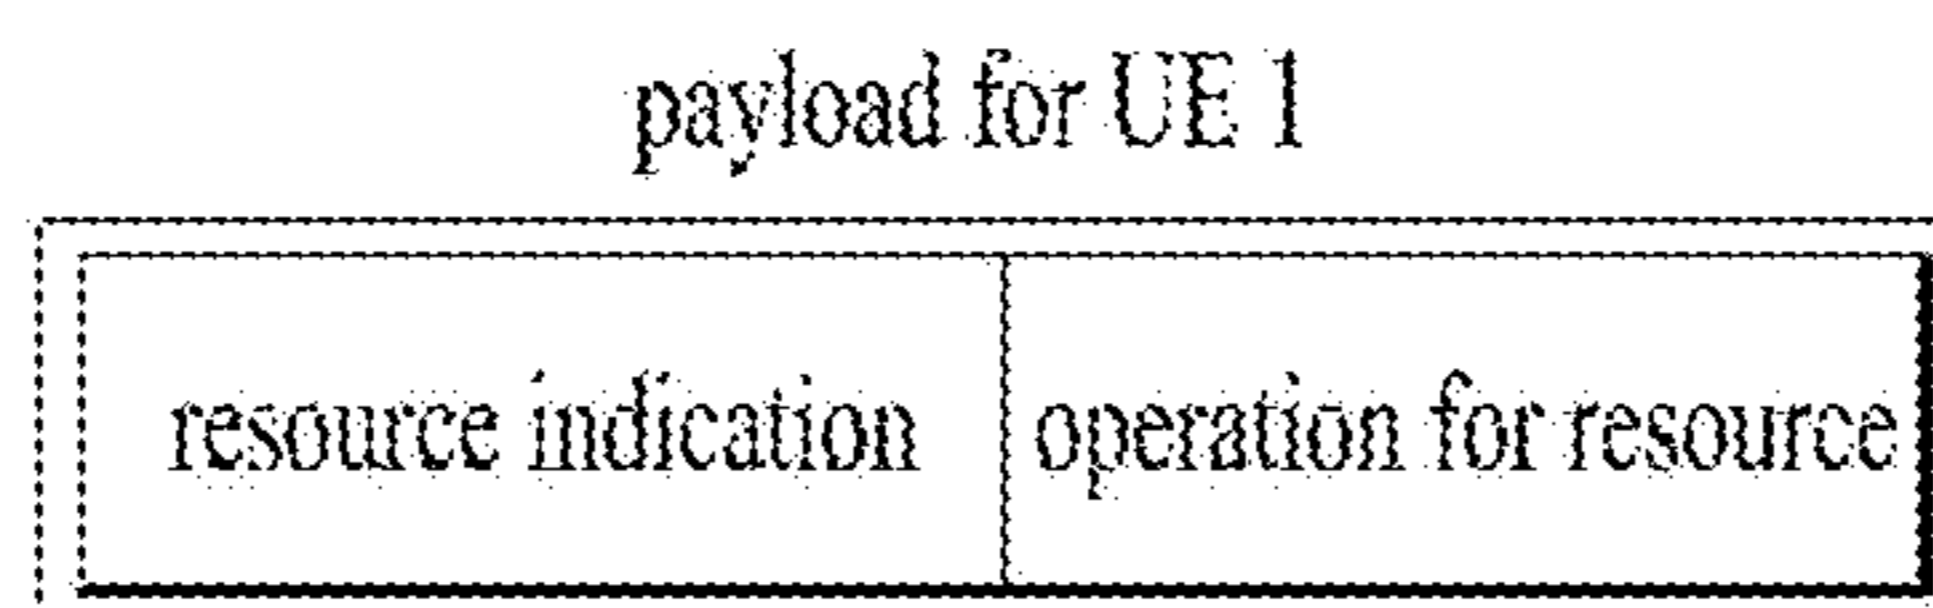 payload for UE 1
resource indication operation for resource